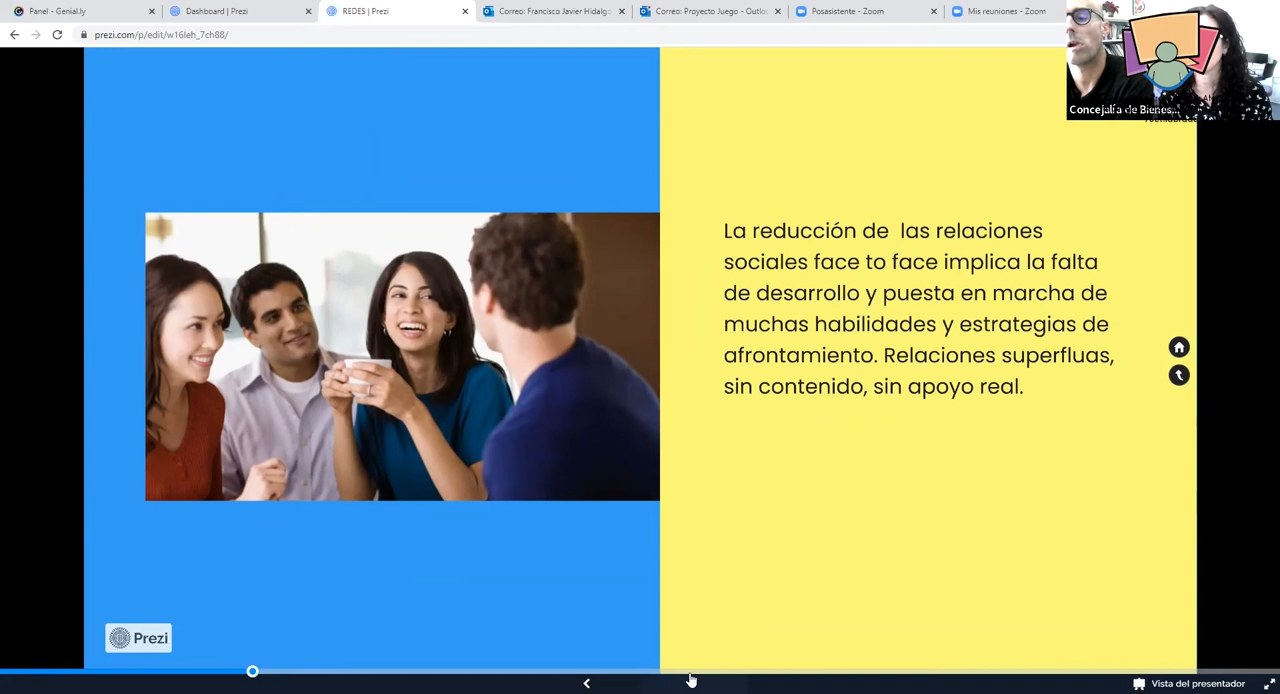 Panel - Genial.ly
Dashboard | Prezi
REDES | Prezi
Correo: Francisco Javier Hidalgo
Correo: Proyecto Juego - Outlo
Posasistente - Zoom
Mis reuniones - Zoom
prezi.com/p/edit/w16leh_7ch88/
Concejalía de Bienes...
La reducción de las relaciones
sociales face to face implica la falta
de desarrollo y puesta en marcha de
muchas habilidades y estrategias de
afrontamiento. Relaciones superfluas,
sin contenido, sin apoyo real.
Prezi
Vista del presentador